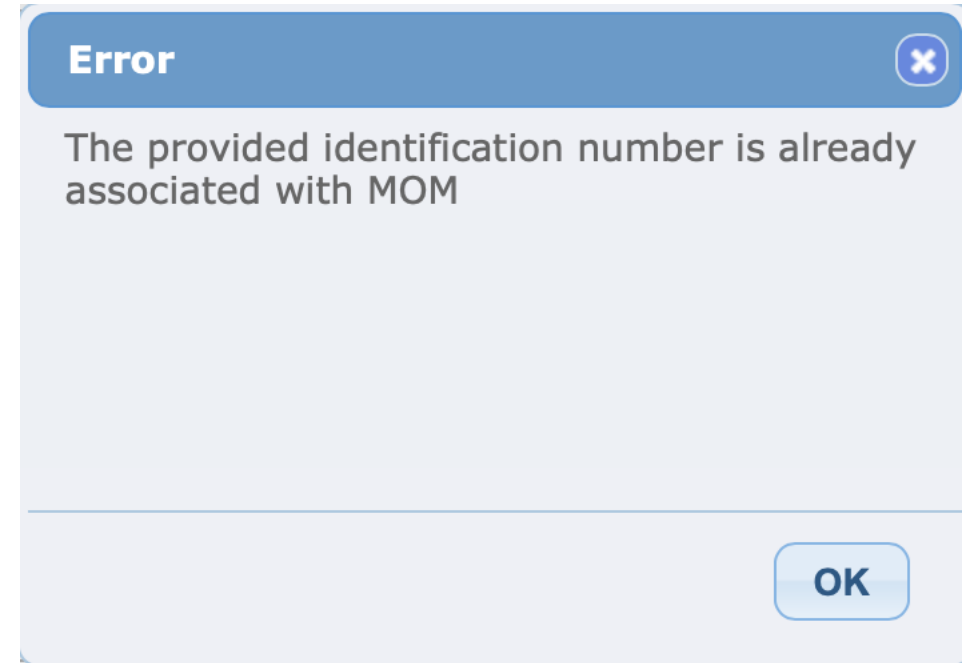 Error
The provided identification number is already
associated with MOM
OK